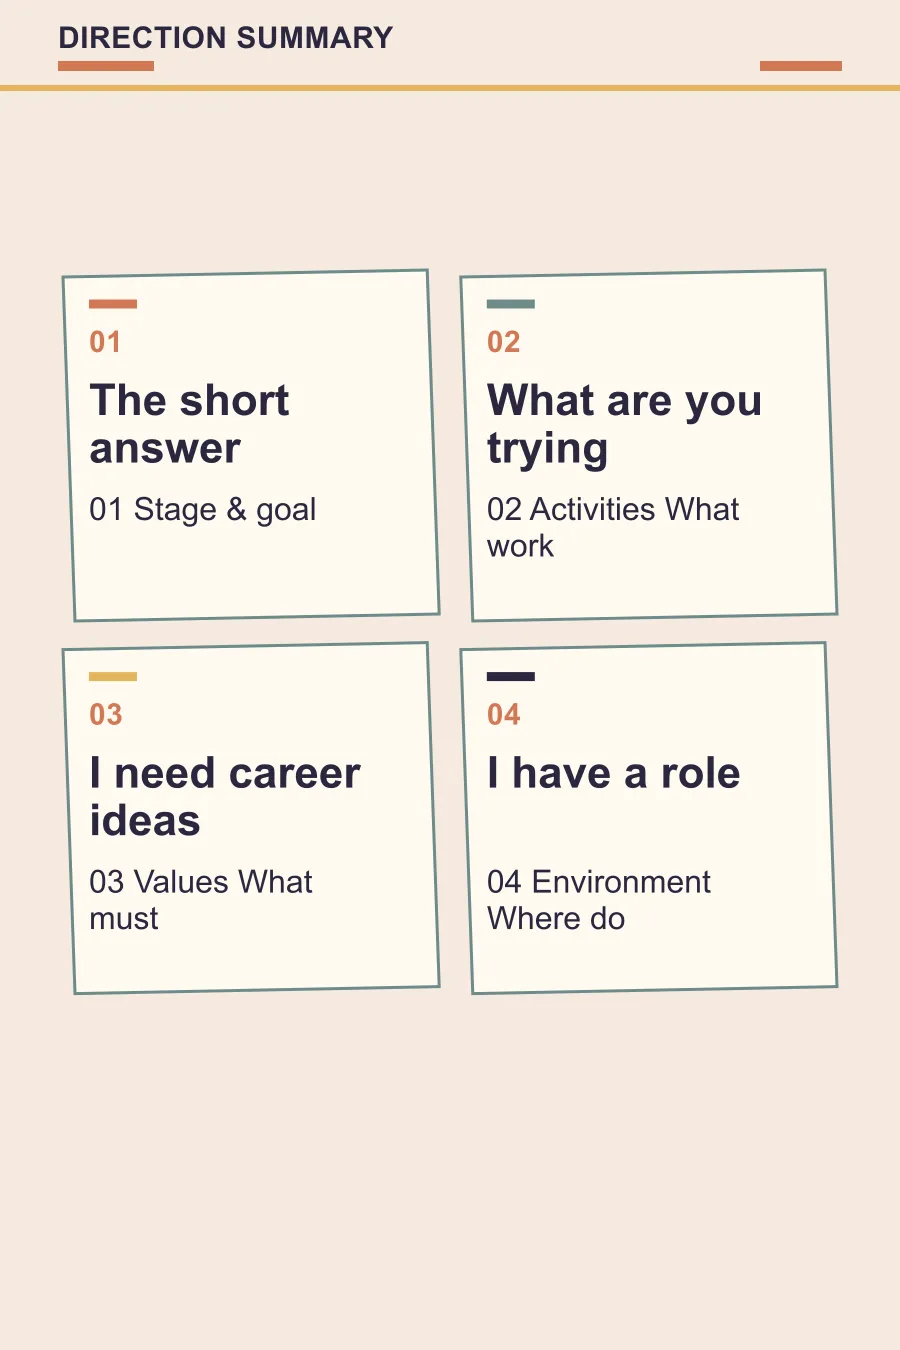 DIRECTION SUMMARY
01
The short
answer
01 Stage & goal
02
What are you
trying
02 Activities What
work
03
I need career
ideas
03 Values What
must
04
I have a role
04 Environment
Where do